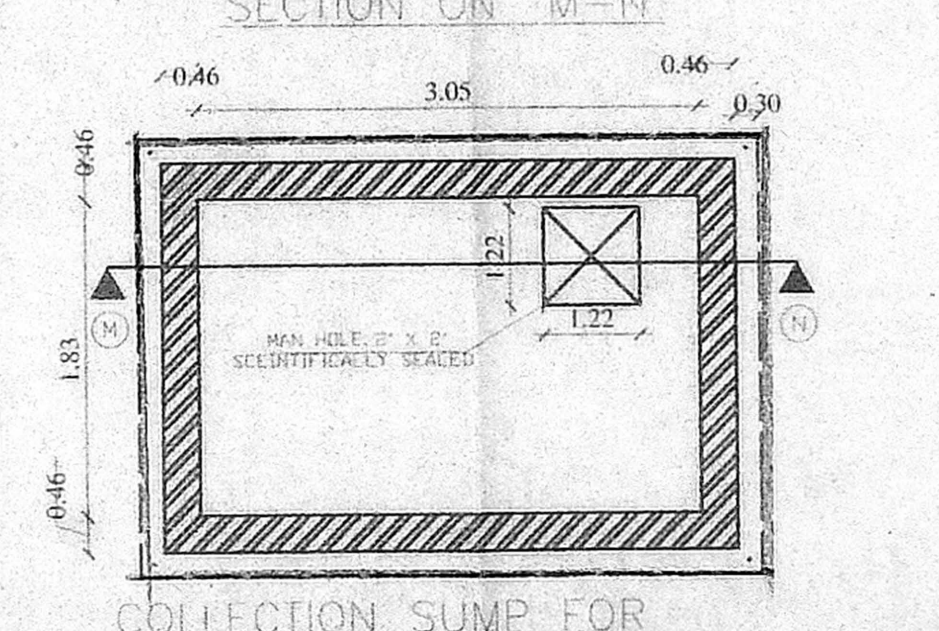 SECTION ON M-N
0.46
0.46
3.05
0.30
0.46
1.22
M
N
1.22
MAN HOLE 2' X 2'
SCEINTIFICALLY SEALED
1.83
0.46
COLLECTION SUMP FOR